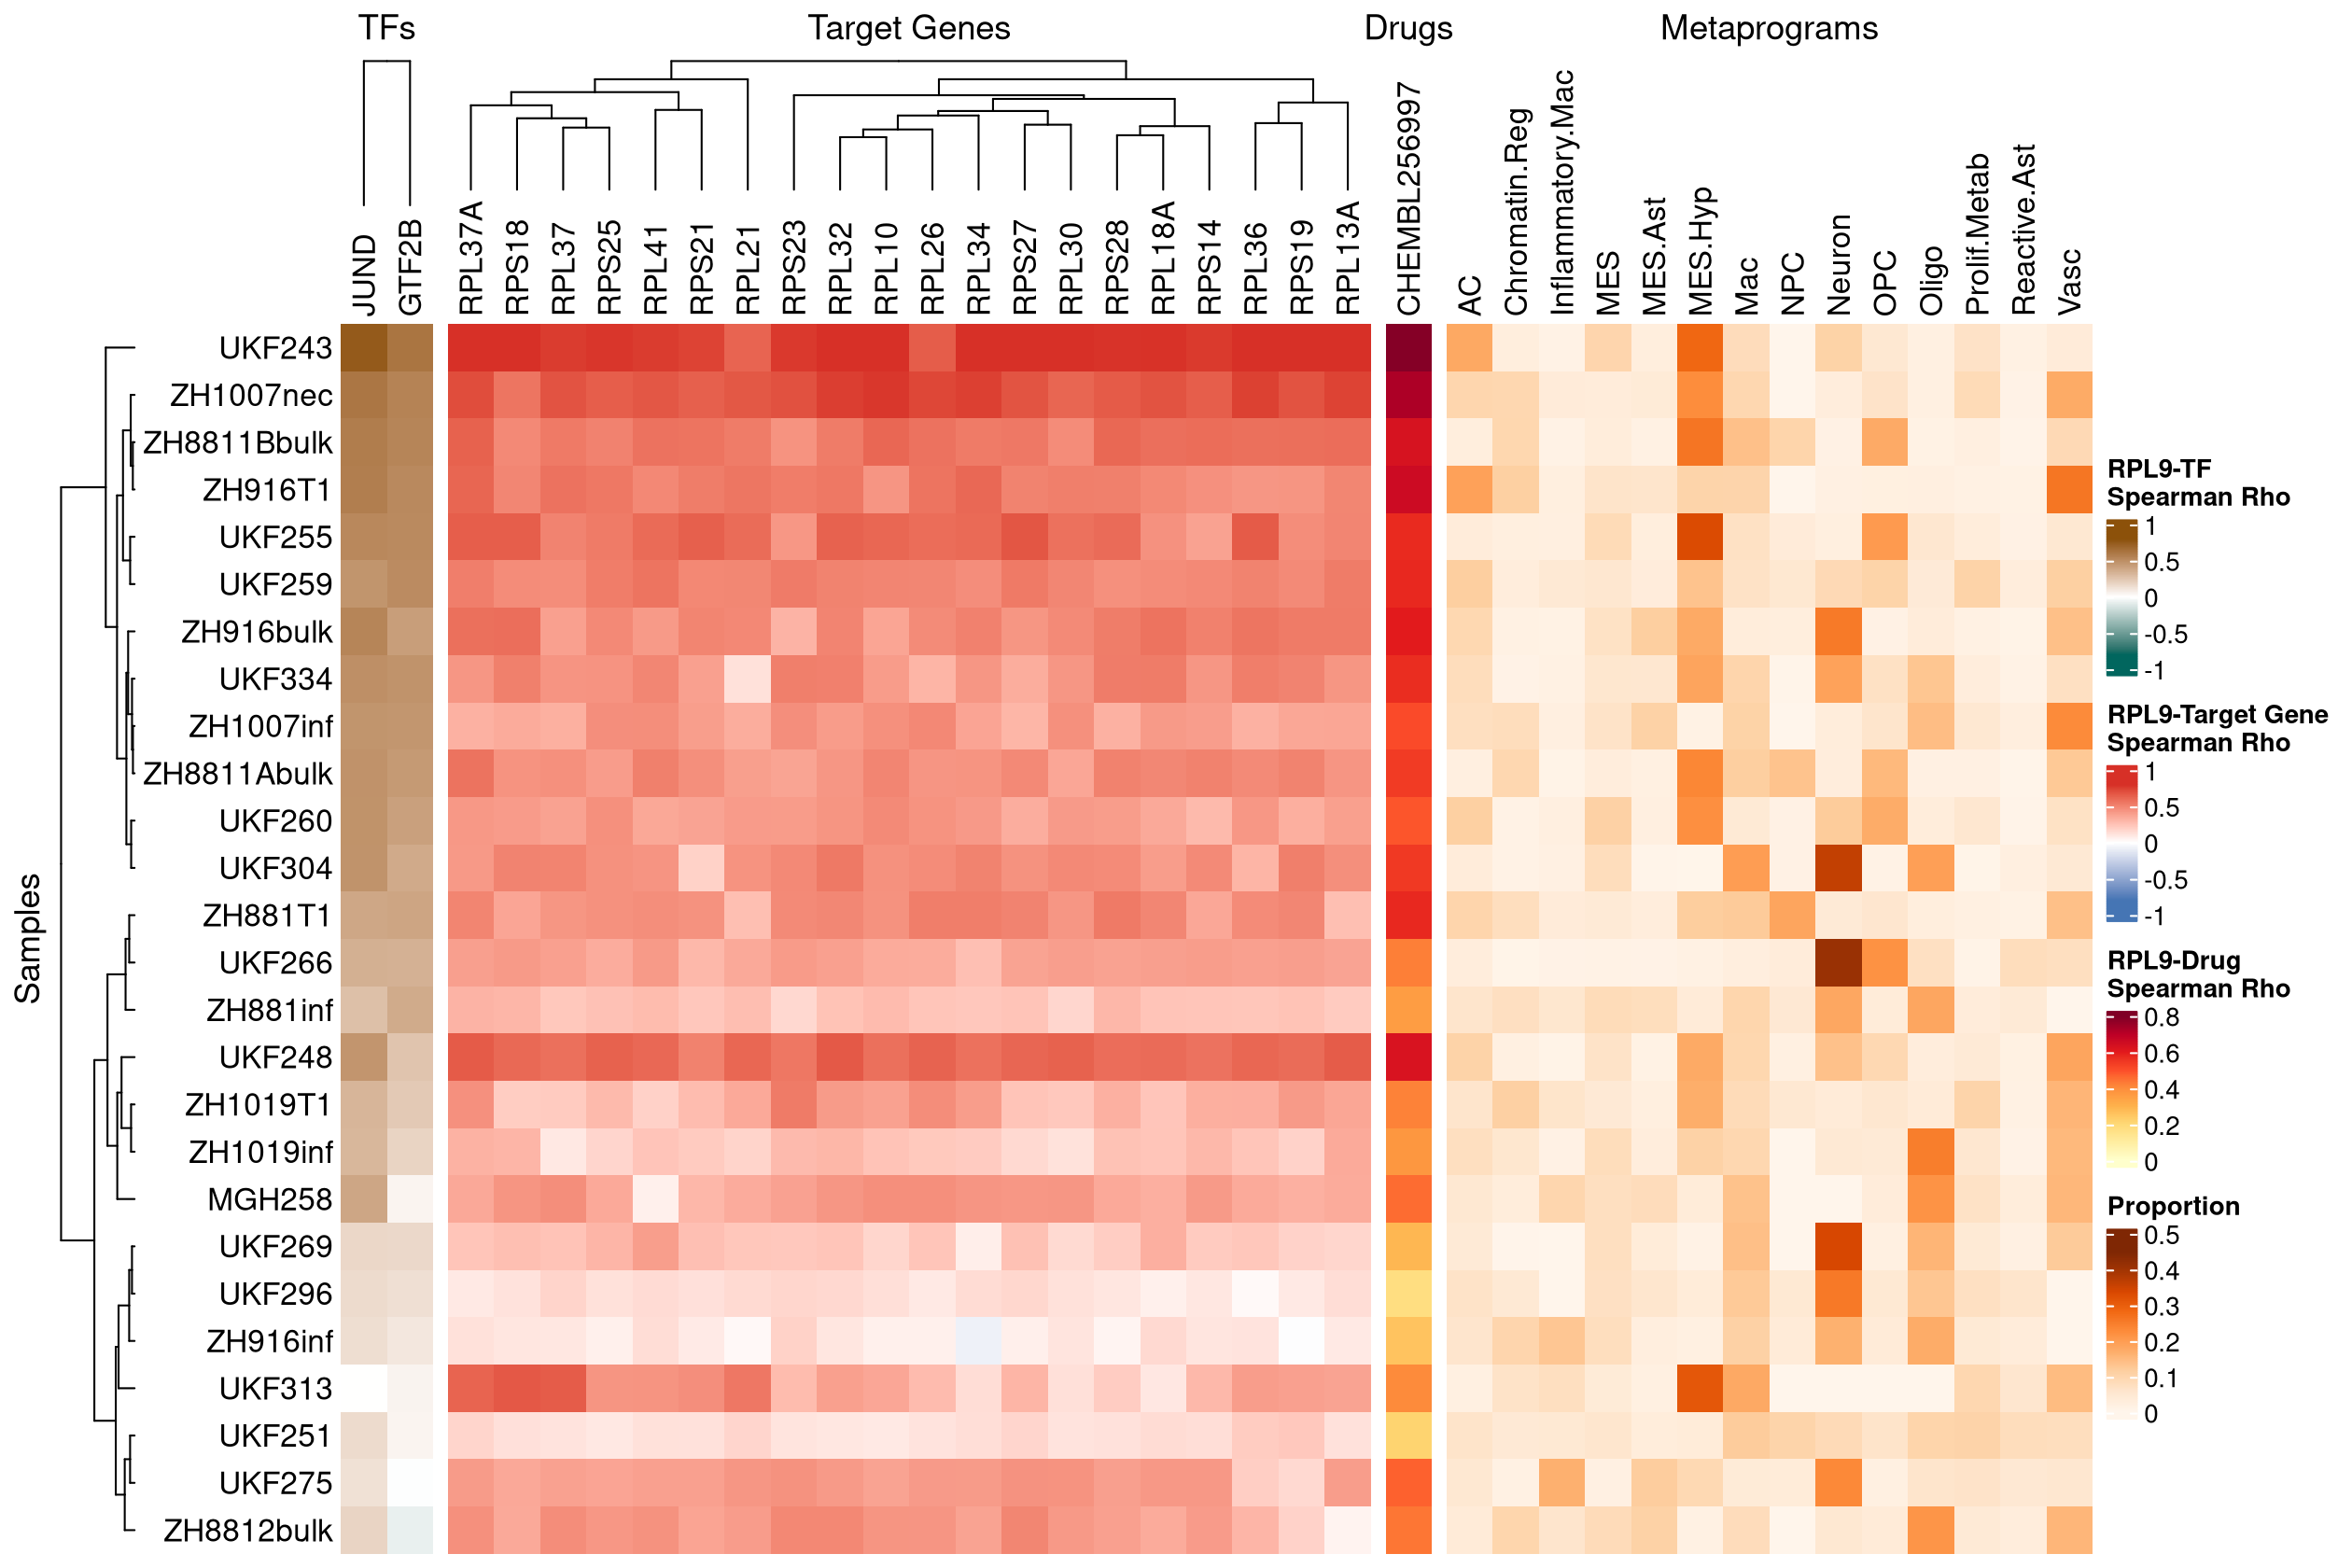 TFs
Target Genes
Drugs
Metaprograms
JUND
GTF2B
RPL37A
RPS18
RPL37
RPS25
RPL41
RPS21
RPL21
RPS23
RPL32
RPL10
RPL26
RPL34
RPS27
RPL30
RPS28
RPL18A
RPS14
RPL36
RPS19
RPL13A
CHEMBL256997
AC
Chromatin.Reg
Inflammatory.Mac
MES
MES.Ast
MES.Hyp
Mac
NPC
Neuron
OPC
Oligo
Prolif.Metab
Reactive.Ast
Vasc
Samples
UKF243
ZH1007nec
ZH8811Bbulk
ZH916T1
UKF255
UKF259
ZH916bulk
UKF334
ZH1007inf
ZH8811Abulk
UKF260
UKF304
ZH881T1
UKF266
ZH881inf
UKF248
ZH1019T1
ZH1019inf
MGH258
UKF269
UKF296
ZH916inf
UKF313
UKF251
UKF275
ZH8812bulk
RPL9-TF
Spearman Rho
1
0.5
0
-0.5
-1
RPL9-Target Gene
Spearman Rho
1
0.5
0
-0.5
-1
RPL9-Drug
Spearman Rho
0.8
0.6
0.4
0.2
0
Proportion
0.5
0.4
0.3
0.2
0.1
0